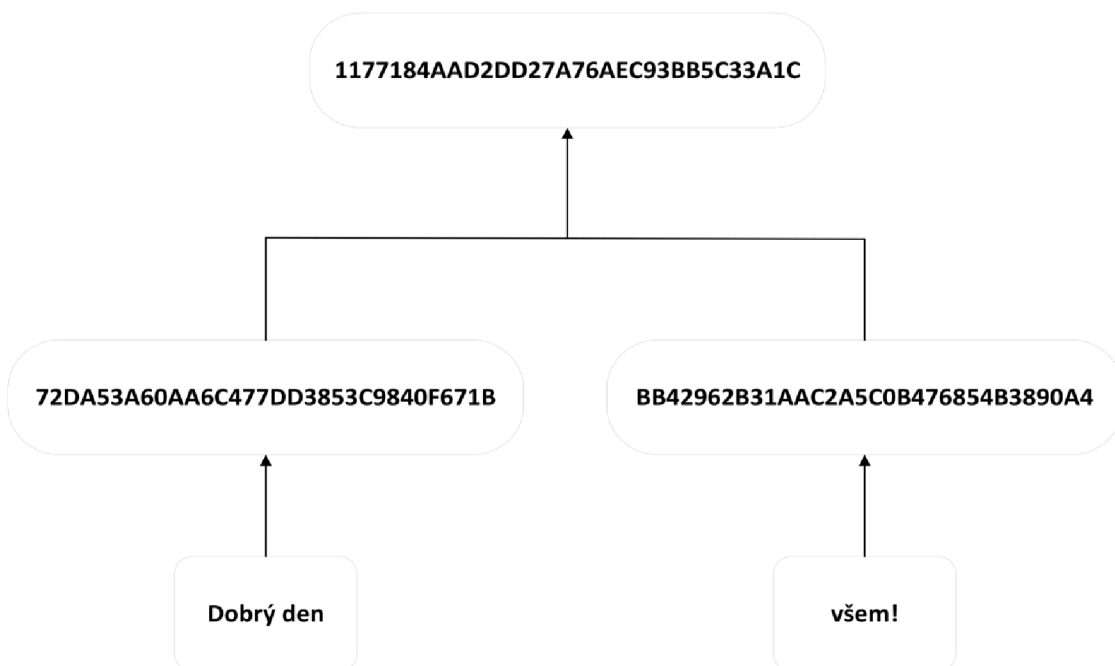 1177184AAD2DD27A76AEC93BB5C33A1C
72DA53A60AA6C477DD3853C9840F671B
BB42962B31AAC2A5C0B476854B3890A4
Dobrý den
všem!